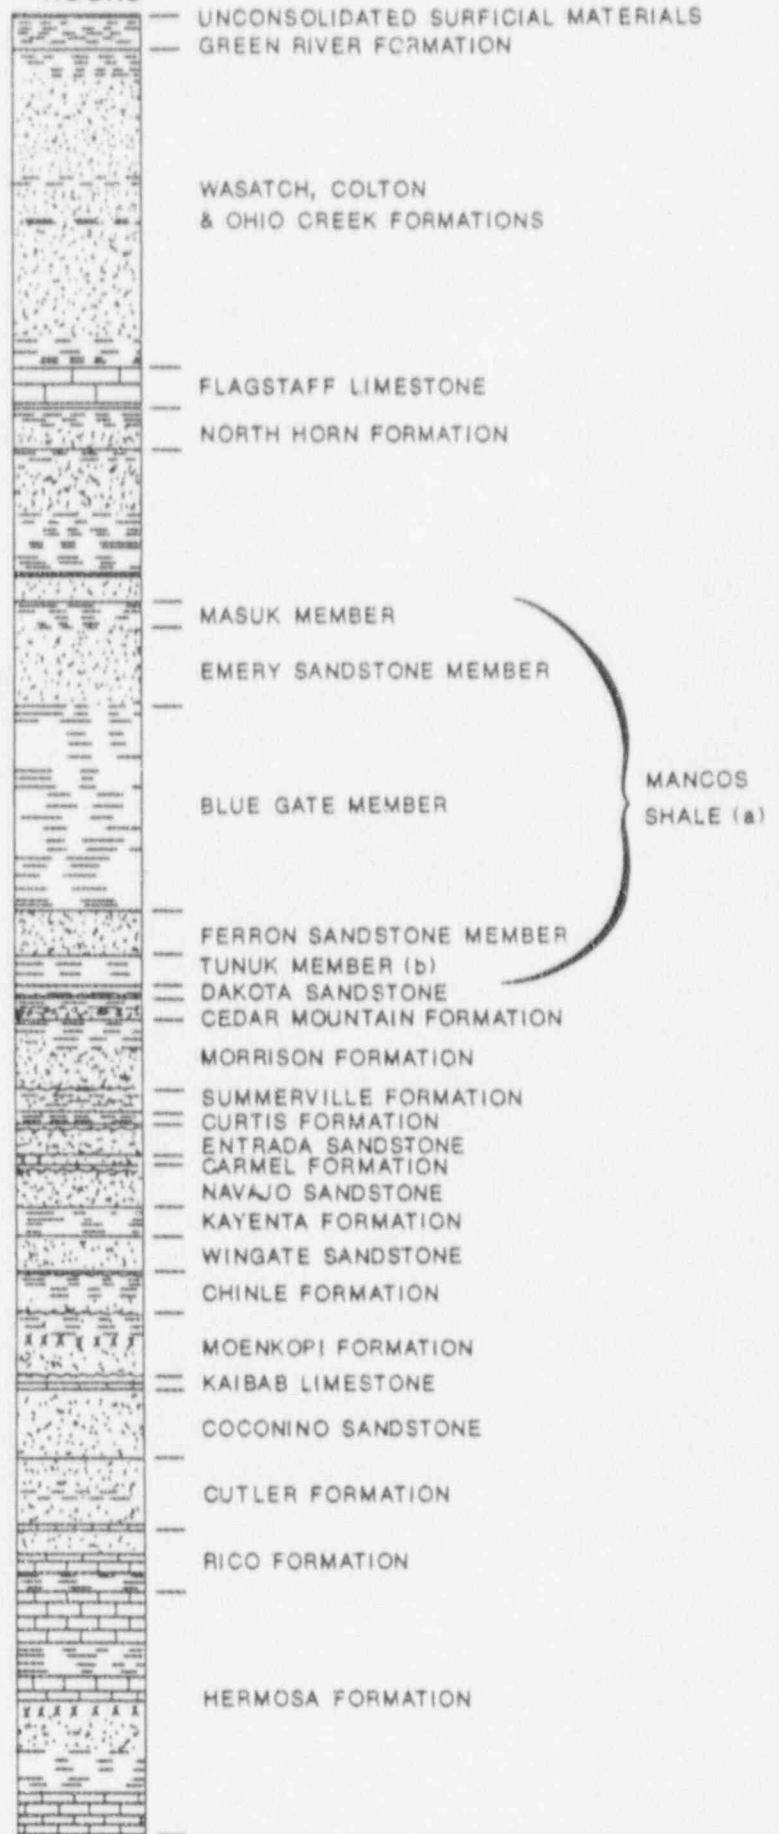 UNCONSOLIDATED SURFICIAL MATERIALS
GREEN RIVER FORMATION
WASATCH, COLTON
& OHIO CREEK FORMATIONS
FLAGSTAFF LIMESTONE
NORTH HORN FORMATION
MASUK MEMBER
EMERY SANDSTONE MEMBER
BLUE GATE MEMBER
MANCOS
SHALE (a)
FERRON SANDSTONE MEMBER
TUNUK MEMBER (b)
DAKOTA SANDSTONE
CEDAR MOUNTAIN FORMATION
MORRISON FORMATION
SUMMERVILLE FORMATION
CURTIS FORMATION
ENTRADA SANDSTONE
CARMEL FORMATION
NAVAJO SANDSTONE
KAYENTA FORMATION
WINGATE SANDSTONE
CHINLE FORMATION
MOENKOPI FORMATION
KAIBAB LIMESTONE
COCONINO SANDSTONE
CUTLER FORMATION
RICO FORMATION
HERMOSA FORMATION